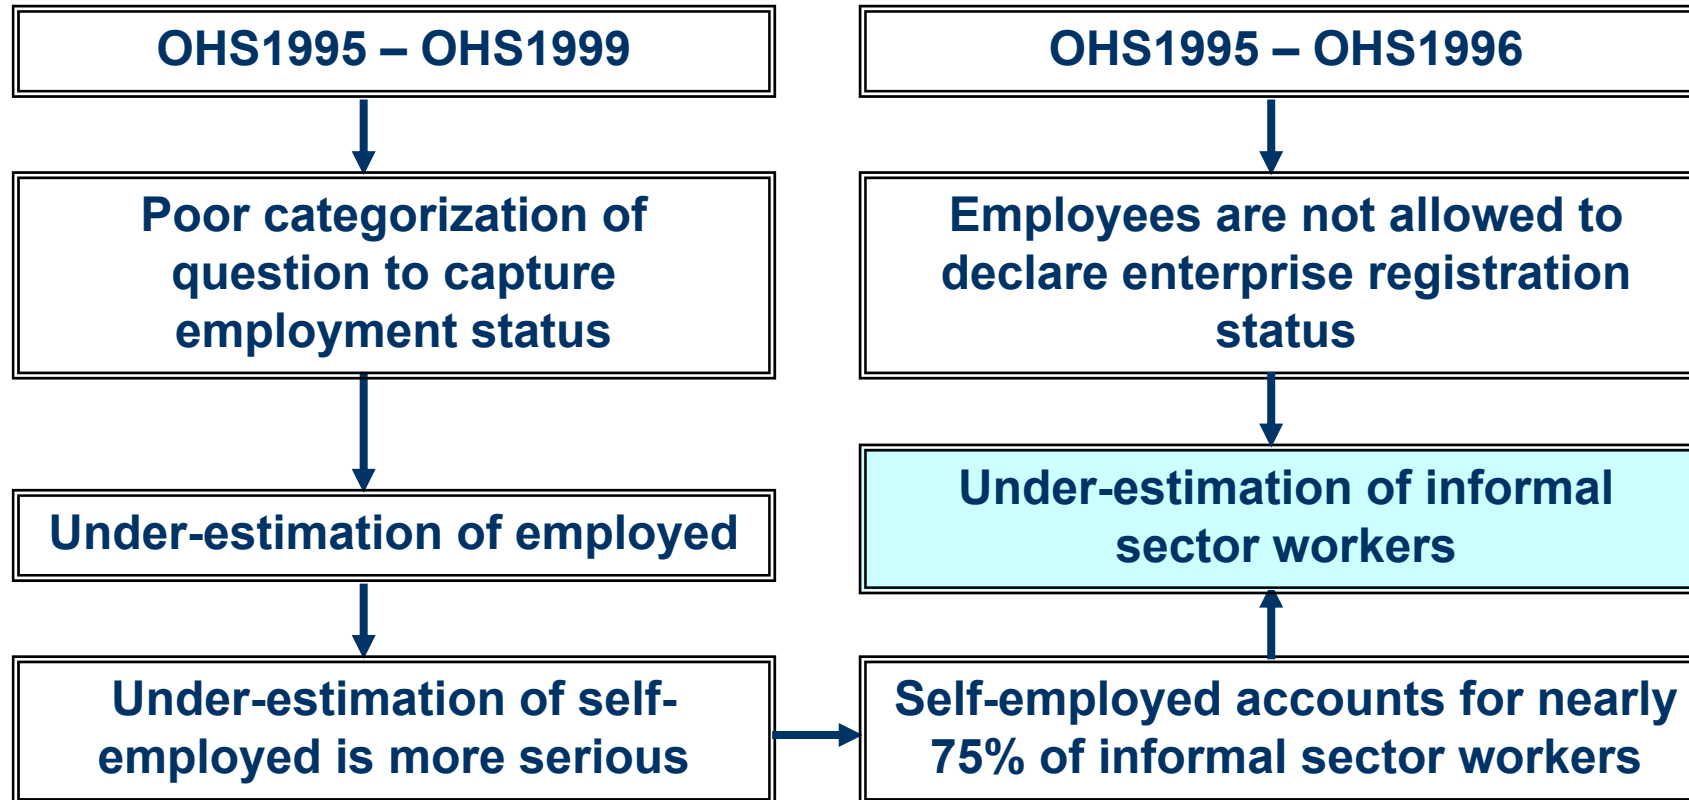 OHS1995 – OHS1999
Poor categorization of
question to capture
employment status
Under-estimation of employed
Under-estimation of self-
employed is more serious
OHS1995 – OHS1996
Employees are not allowed to
declare enterprise registration
status
Under-estimation of informal
sector workers
Self-employed accounts for nearly
75% of informal sector workers